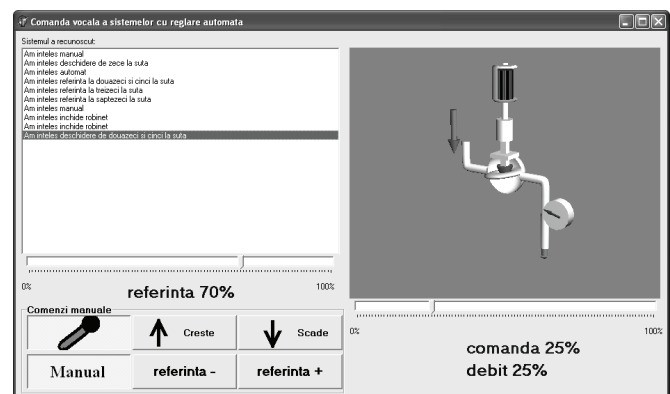 Comanda vocala a sistemelor cu reglare automata
Sistemul a recunoscut:
Am inteles manual
Am inteles deschidere de zece la suta
Am inteles automat
Am inteles referinta la douazeci si cinci la suta
Am inteles referinta la treizeci la suta
Am inteles referinta la saptezeci la suta
Am inteles manual
Am inteles inchide robinet
Am inteles inchide robinet
Am inteles deschidere de douazeci si cinci la suta
0%
100%
referinta 70%
Comenzi manuale
Creste
Scade
Manual
referinta -
referinta +
0%
100%
comanda 25%
debit 25%